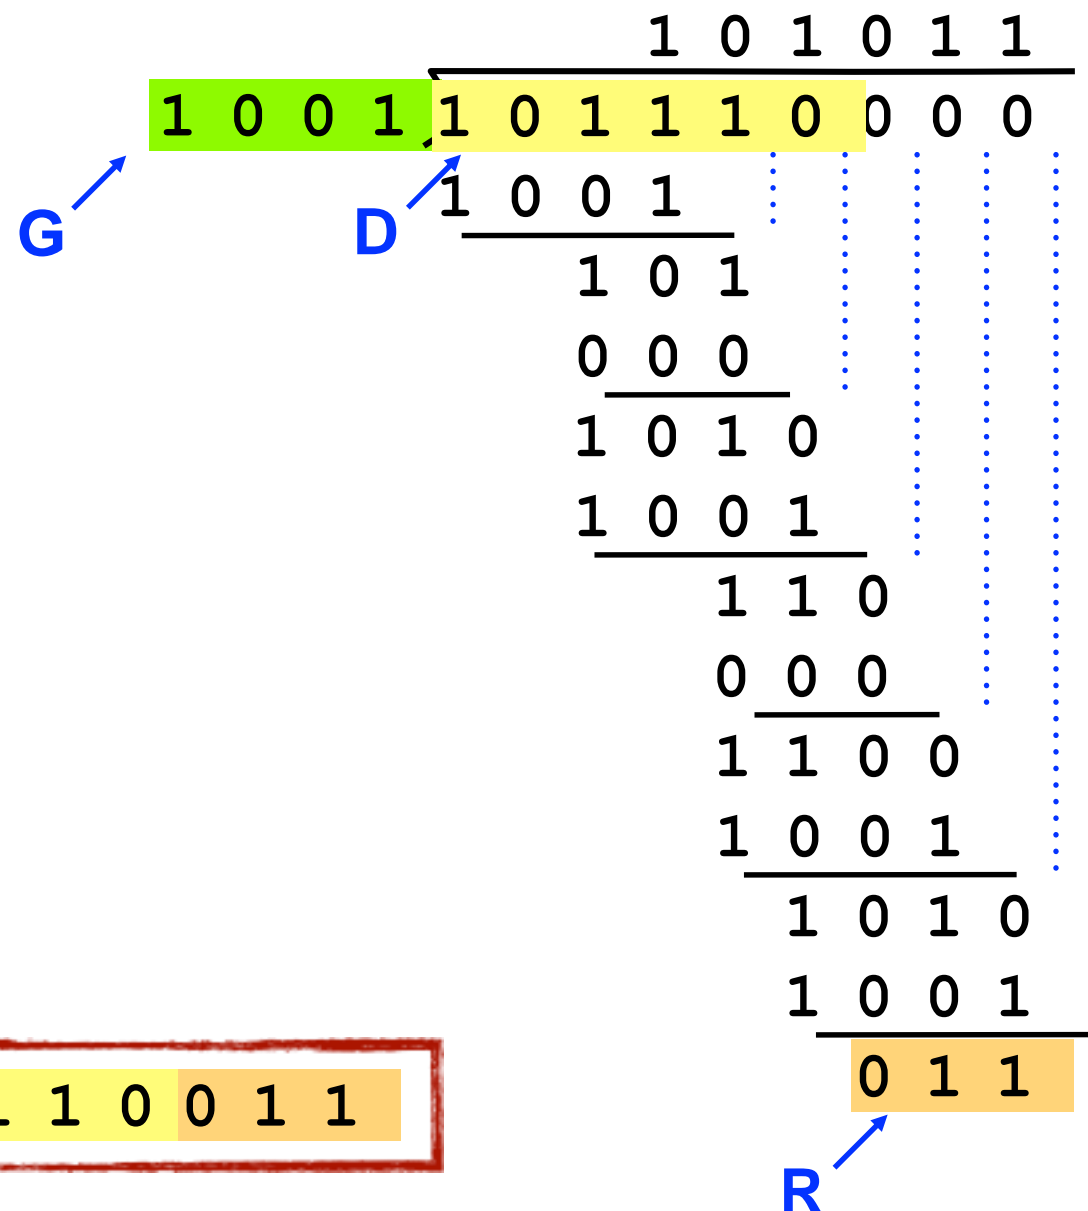 1 0 1 0 1 1
1 0 0 1 1 0 1 1 1 0 0 0 0
G
D
1 0 0 1
1 0 1
0 0 0
1 0 1 0
1 0 0 1
1 1 0
0 0 0
1 1 0 0
1 0 0 1
1 0 1 0
1 0 0 1
0 1 1
1 1 0 0 1 1
R